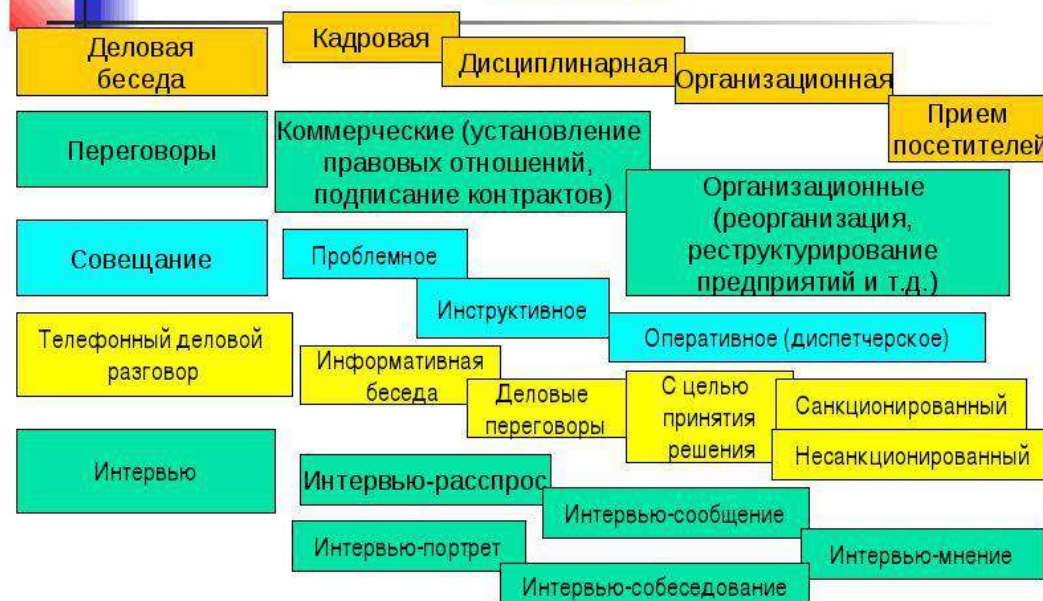 Деловая
беседа
Кадровая
Дисциплинарная
Организационная
Прием
посетителей
Переговоры
Коммерческие (установление
правовых отношений,
подписание контрактов)
Организационные
(реорганизация,
реструктурирование
предприятий и т.д.)
Совещание
Проблемное
Инструктивное
Оперативное (диспетчерское)
Телефонный деловой
разговор
Информативная
беседа
Деловые
переговоры
С целью
принятия
решения
Санкционированный
Несанкционированный
Интервью
Интервью-расспрос
Интервью-сообщение
Интервью-портрет
Интервью-мнение
Интервью-собеседование